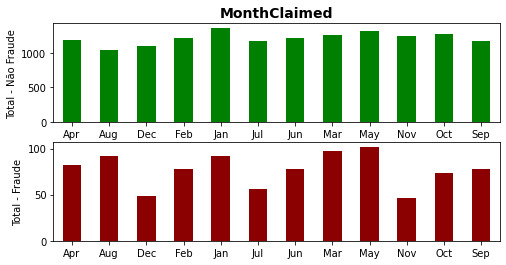 MonthClaimed
Total - Não Fraude
1000
500
0
Apr Aug Dec Feb Jan Jul Jun Mar May Nov Oct Sep
Total - Fraude
100
50
0
Apr Aug Dec Feb Jan Jul Jun Mar May Nov Oct Sep